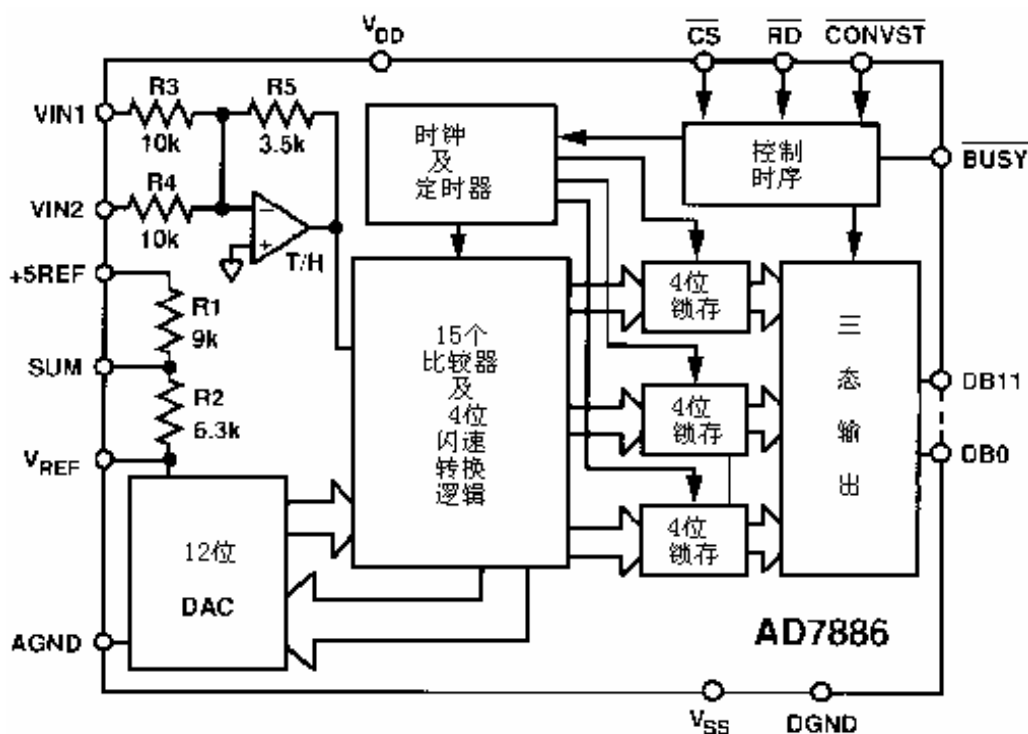 V_DD
CS
RD
CONVST
VIN1
R3
10k
R5
3.5k
VIN2
R4
10k
T/H
+5REF
R1
9k
SUM
R2
6.3k
V_REF
AGND
12位
DAC
时钟
及
定时器
控制
时序
BUSY
15个
比较器
及
4位
闪速
转换
逻辑
4位
锁存
4位
锁存
4位
锁存
三
态
输
出
DB11
DB0
AD7886
V_SS
DGND